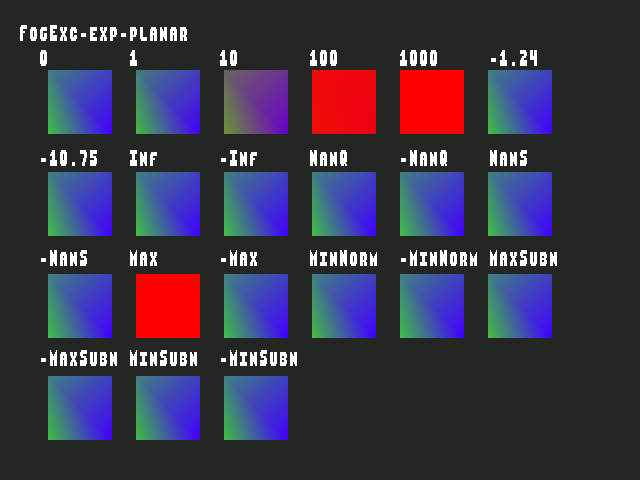 FogExc-exp-planar
0 1 10 100 1000 -1.24
-10.75 Inf -Inf NanQ -NanQ NanS
-NanS Max -Max MinNorm -MinNorm MaxSubN
-MaxSubN MinSubN -MinSubN